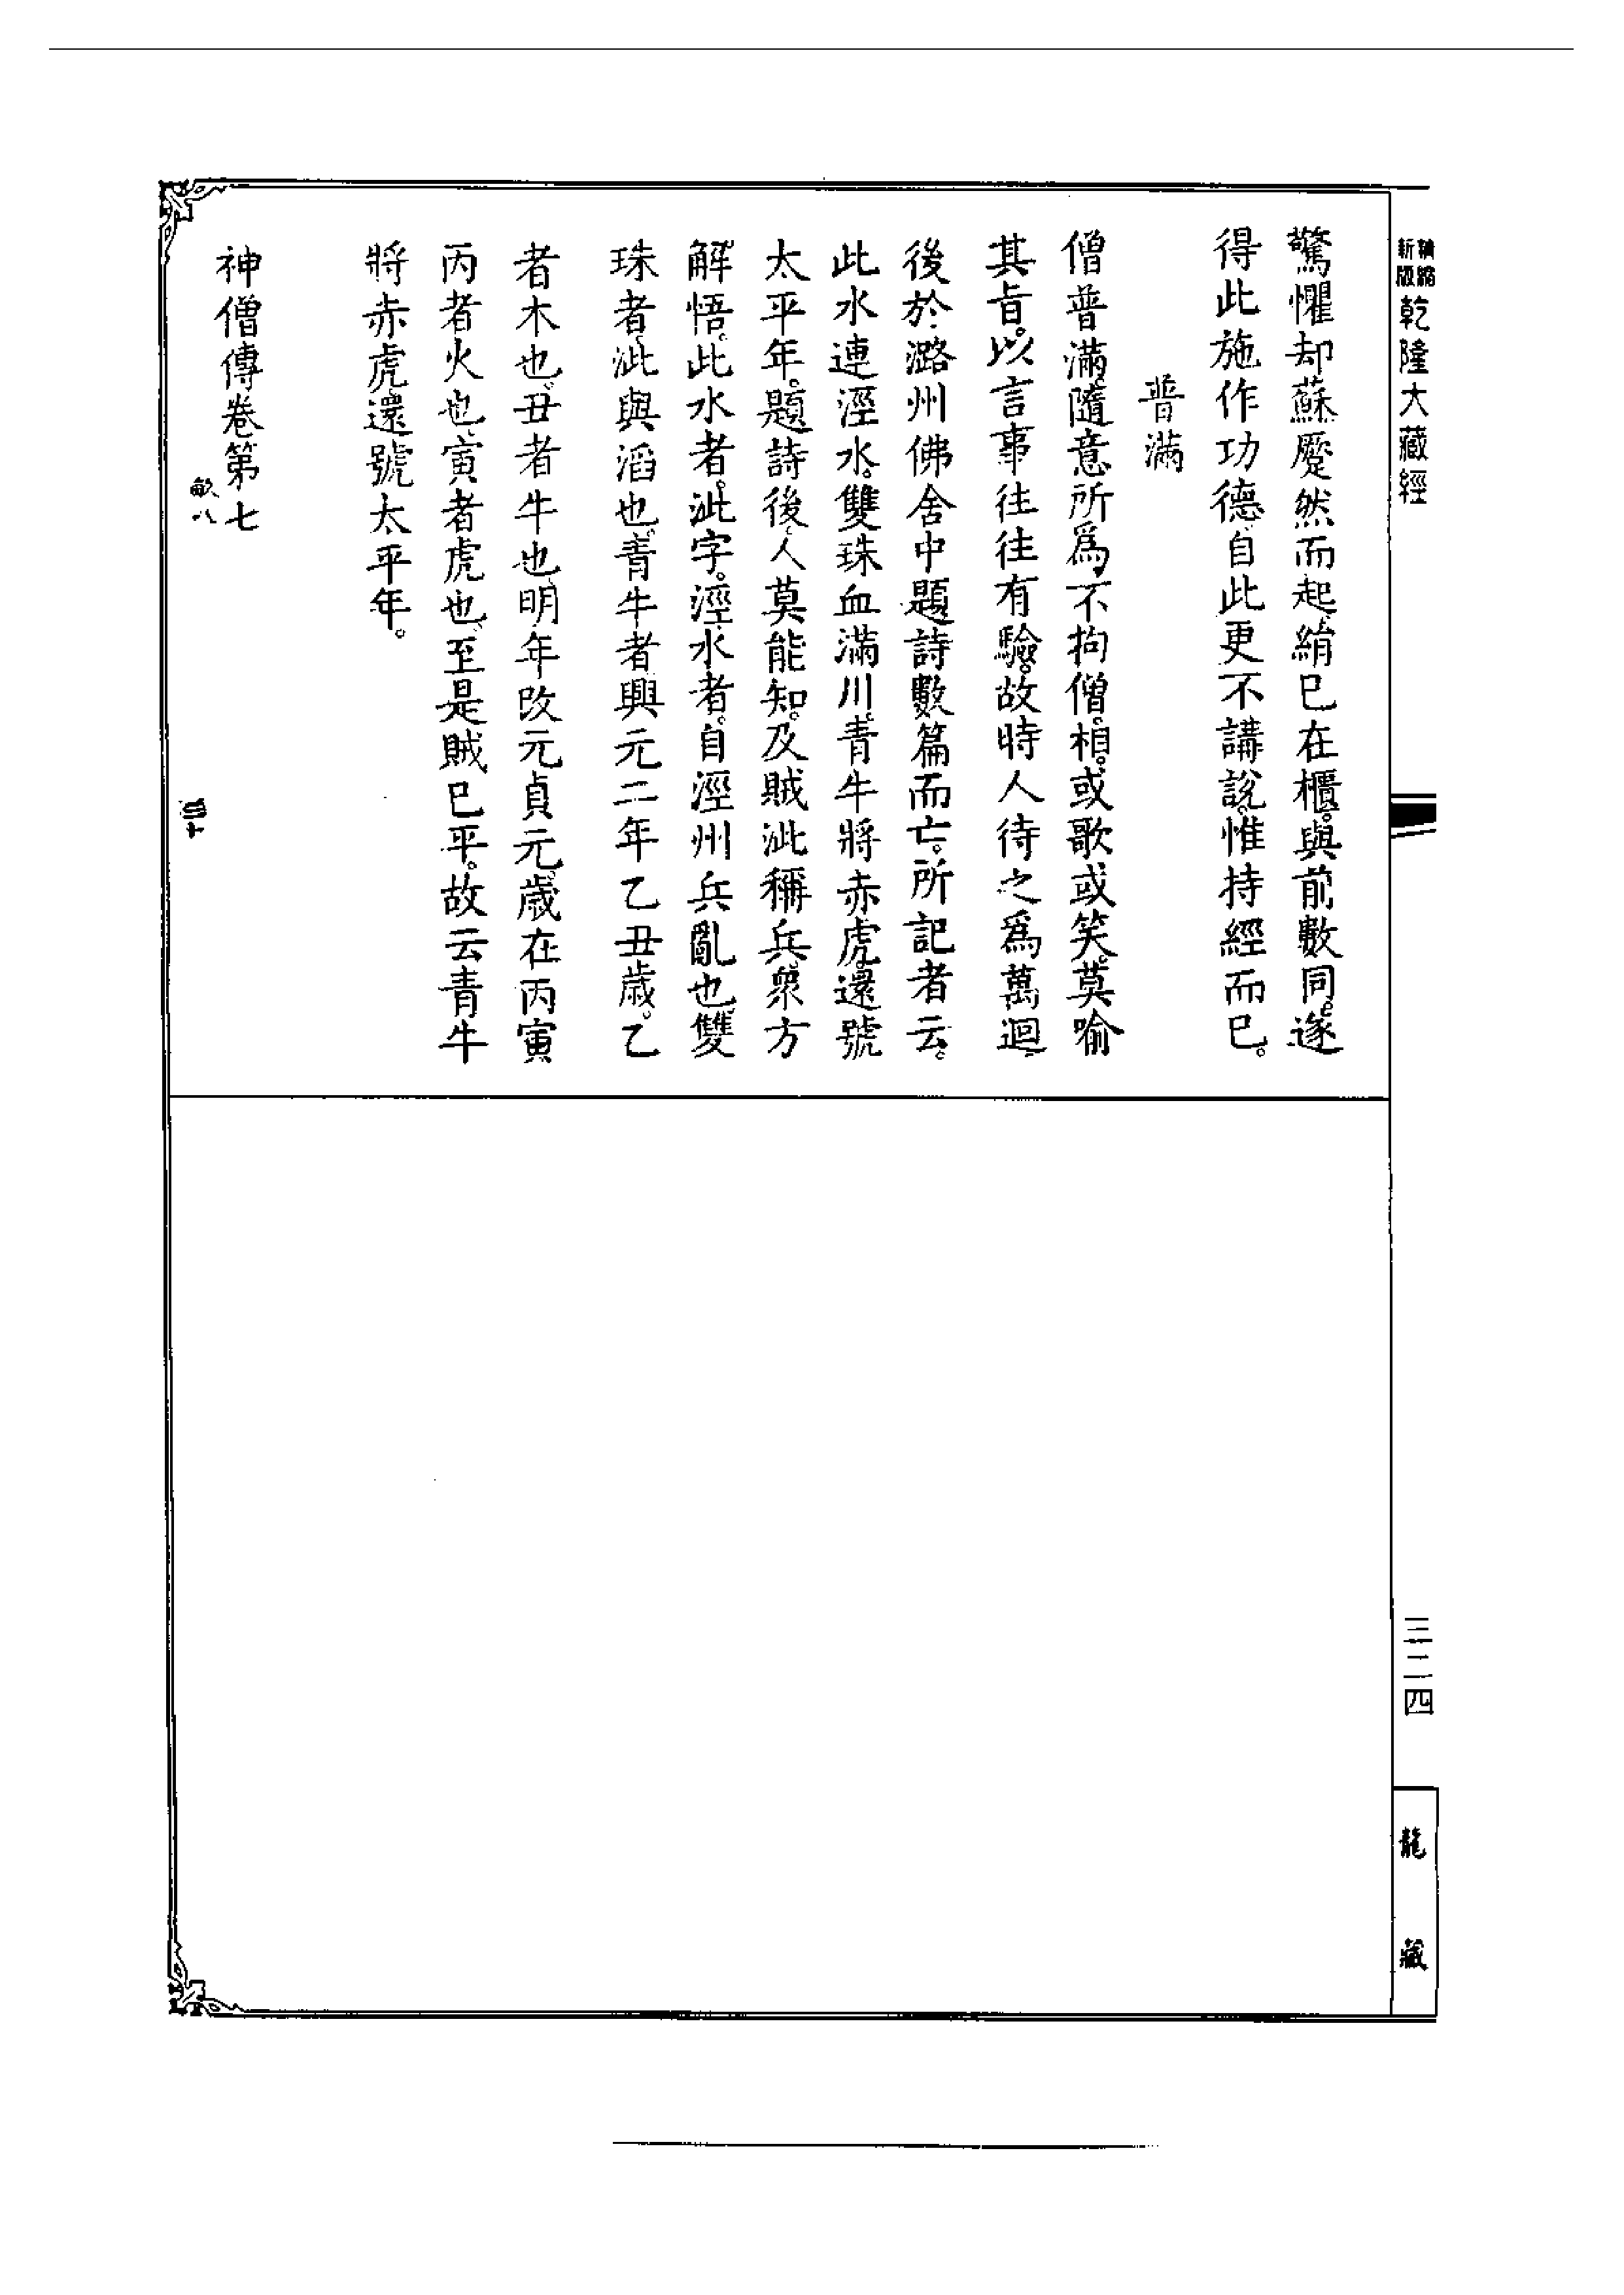 精縮新版乾隆大藏經
三二四
龍藏
驚懼却蘇蹙然而起絹巳在櫃與前數同遂
得此施作功德自此更不講說惟持經而巳
普滿
僧普滿隨意所爲不拘僧相或歌或笑莫喻
其旨以言事往往有驗故時人待之爲萬迴
後於潞州佛舍中題詩數篇而亡所記者云
此水連涇水雙珠血滿川青牛將赤虎還號
太平年題詩後人莫能知及賊泚稱兵衆方
解悟此水者泚字涇水者自涇州兵亂也雙
珠者泚與滔也青牛者興元二年乙丑歲乙
者木也丑者牛也明年改元貞元歲在丙寅
丙者火也寅者虎也至是賊巳平故云青牛
將赤虎還號太平年。
神僧傳卷第七
畝八